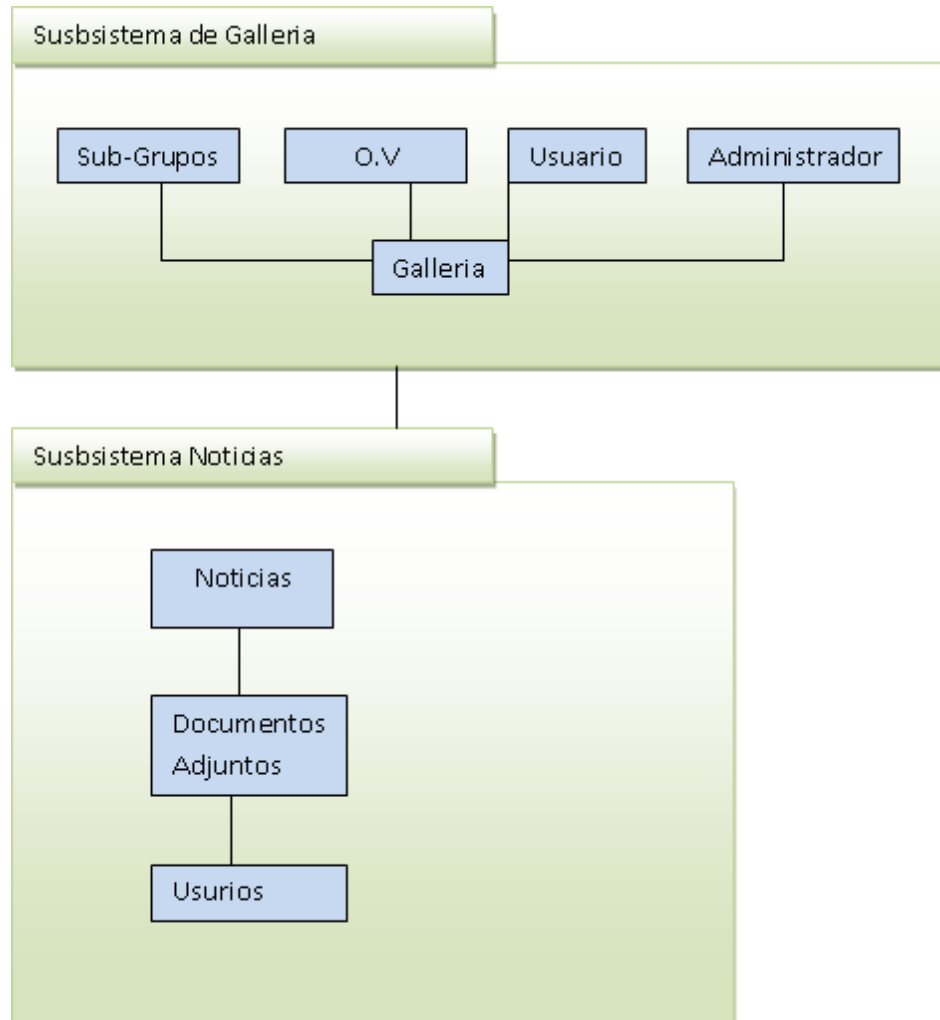 Susbsistema de Galleria
Sub-Grupos
O.V
Usuario
Administrador
Galleria
Susbsistema Noticias
Noticias
Documentos
Adjuntos
Usurios